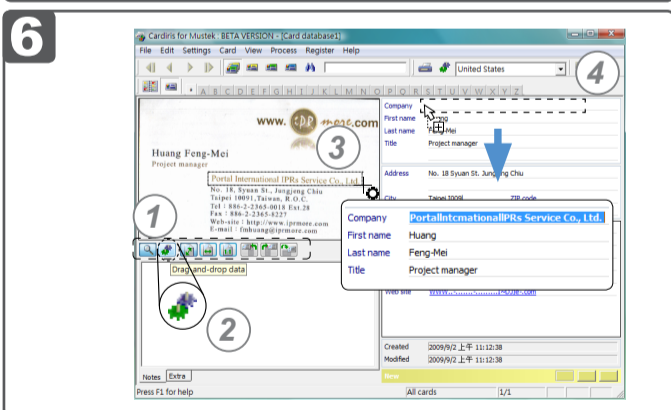 6
Cardiris for Mustek : BETA VERSION - [Card database1]
File Edit Settings Card View Process Register Help
United States
4
A B C D E F G H I J K L M N O P Q R S T U V W X Y Z
www. iPR more.com
3
Huang Feng-Mei
Project manager
Portal International IPRs Service Co., Ltd.
No. 18, Syuan St., Jungjeng Chiu
Taipei 10091, Taiwan, R.O.C.
Tel : 886-2-2365-0018 Ext.28
Fax : 886-2-2365-8227
Web-site : http://www.iprmore.com
E-mail : fmhuang@iprmore.com
1
Drag-and-drop data
2
Notes Extra
Press F1 for help
Company
First name
Last name Feng-Mei
Title Project manager
Address No. 18 Syuan St. Jungjeng Chiu
City Taipei 10091 ZIP code
Company PortalIntcmationalIPRs Service Co., Ltd.
First name Huang
Last name Feng-Mei
Title Project manager
Web site
Created 2009/9/2 上午 11:12:38
Modified 2009/9/2 上午 11:12:38
New
All cards 1/1